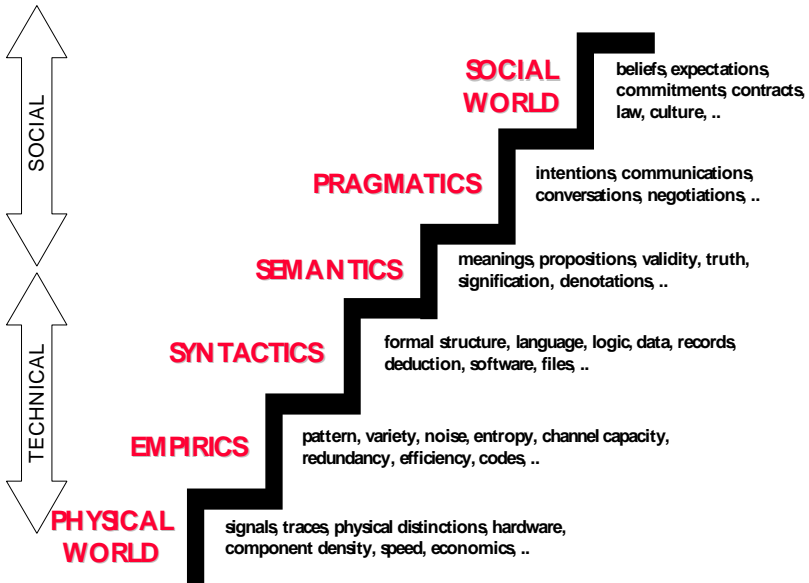 SOCIAL
SOCIAL
WORLD
beliefs, expectations,
commitments, contracts,
law, culture, ..
PRAGMATICS
intentions, communications,
conversations, negotiations, ..
SEMANTICS
meanings, propositions, validity, truth,
signification, denotations, ..
SYNTACTICS
formal structure, language, logic, data, records,
deduction, software, files, ..
TECHNICAL
EMPIRICS
pattern, variety, noise, entropy, channel capacity,
redundancy, efficiency, codes, ..
PHYSICAL
WORLD
signals, traces, physical distinctions, hardware,
component density, speed, economics, ..